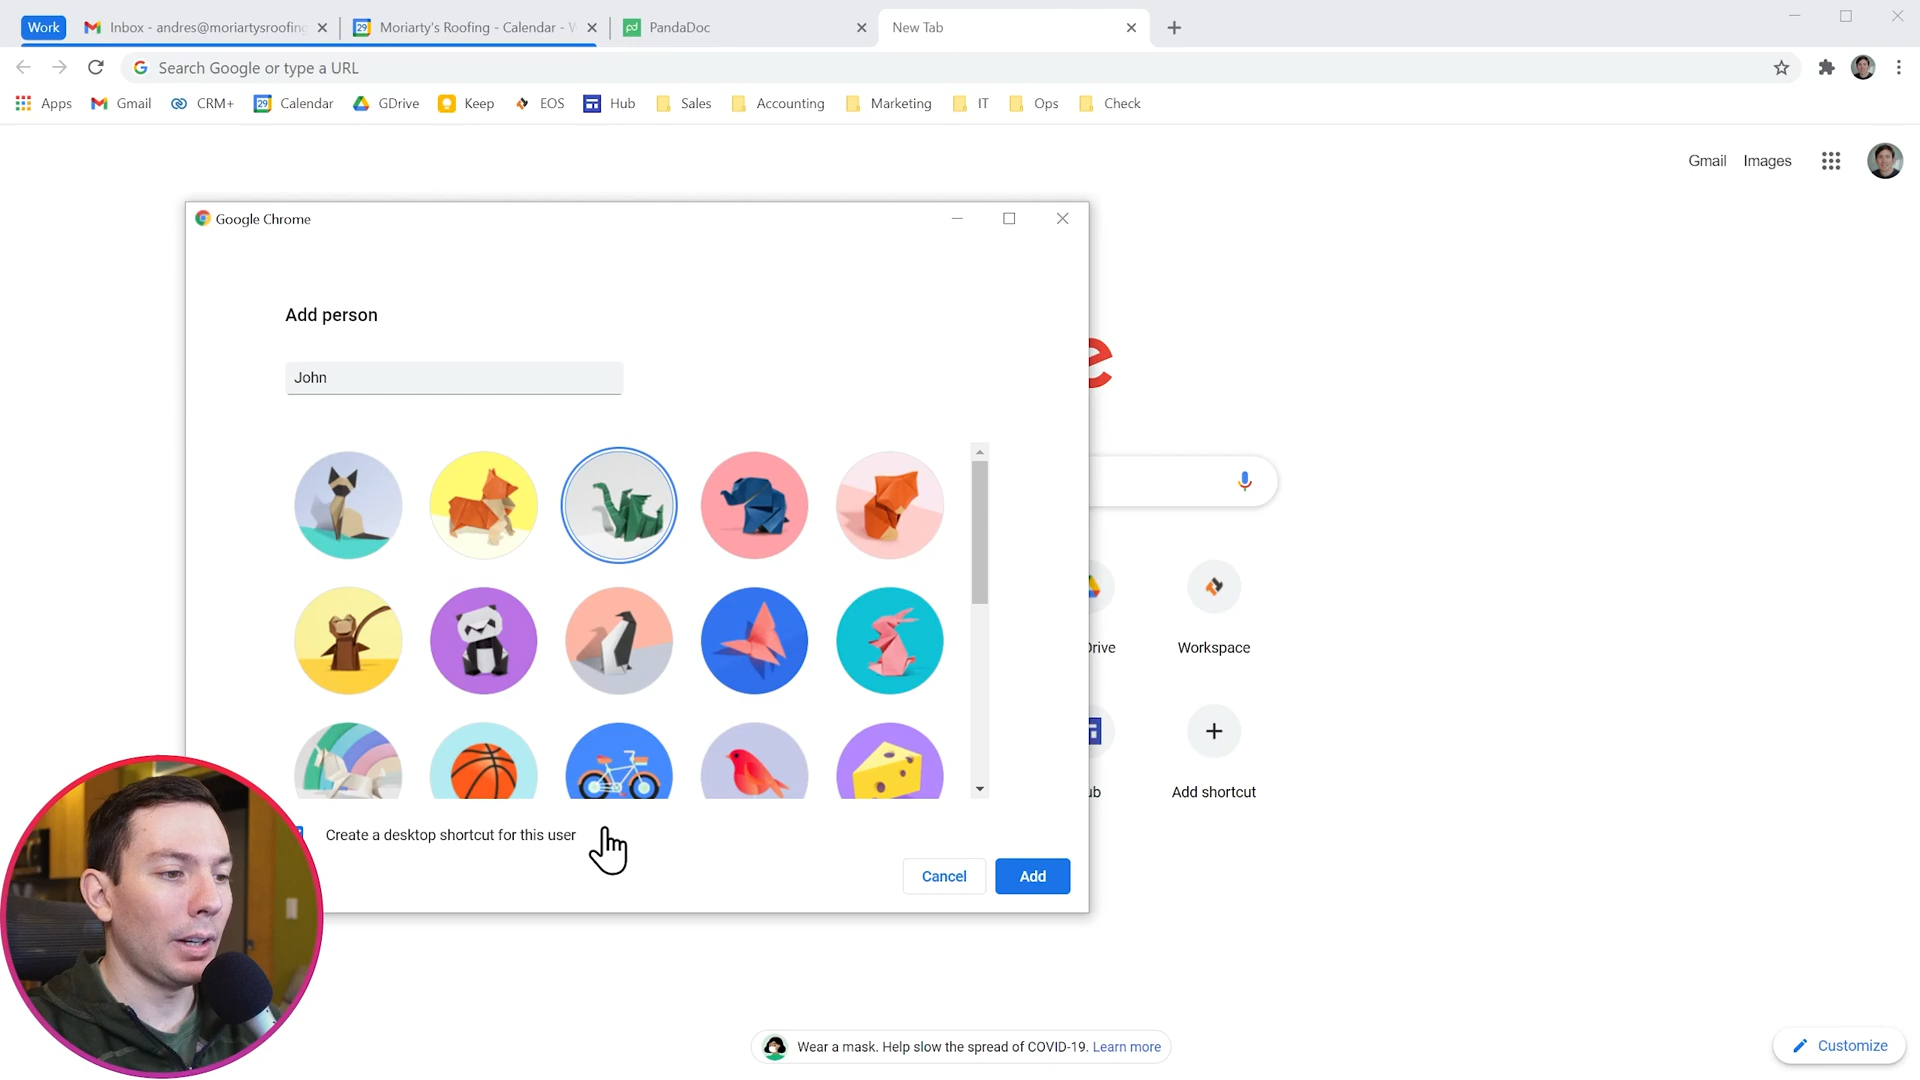 Work
Inbox - andres@moriartysroofing
Moriarty's Roofing - Calendar - W
PandaDoc
New Tab
Search Google or type a URL
Apps
Gmail
CRM+
Calendar
GDrive
Keep
EOS
Hub
Sales
Accounting
Marketing
IT
Ops
Check
Gmail
Images
Google Chrome
Add person
John
e
Drive
Workspace
ub
Add shortcut
Create a desktop shortcut for this user
Cancel
Add
Wear a mask. Help slow the spread of COVID-19. Learn more
Customize